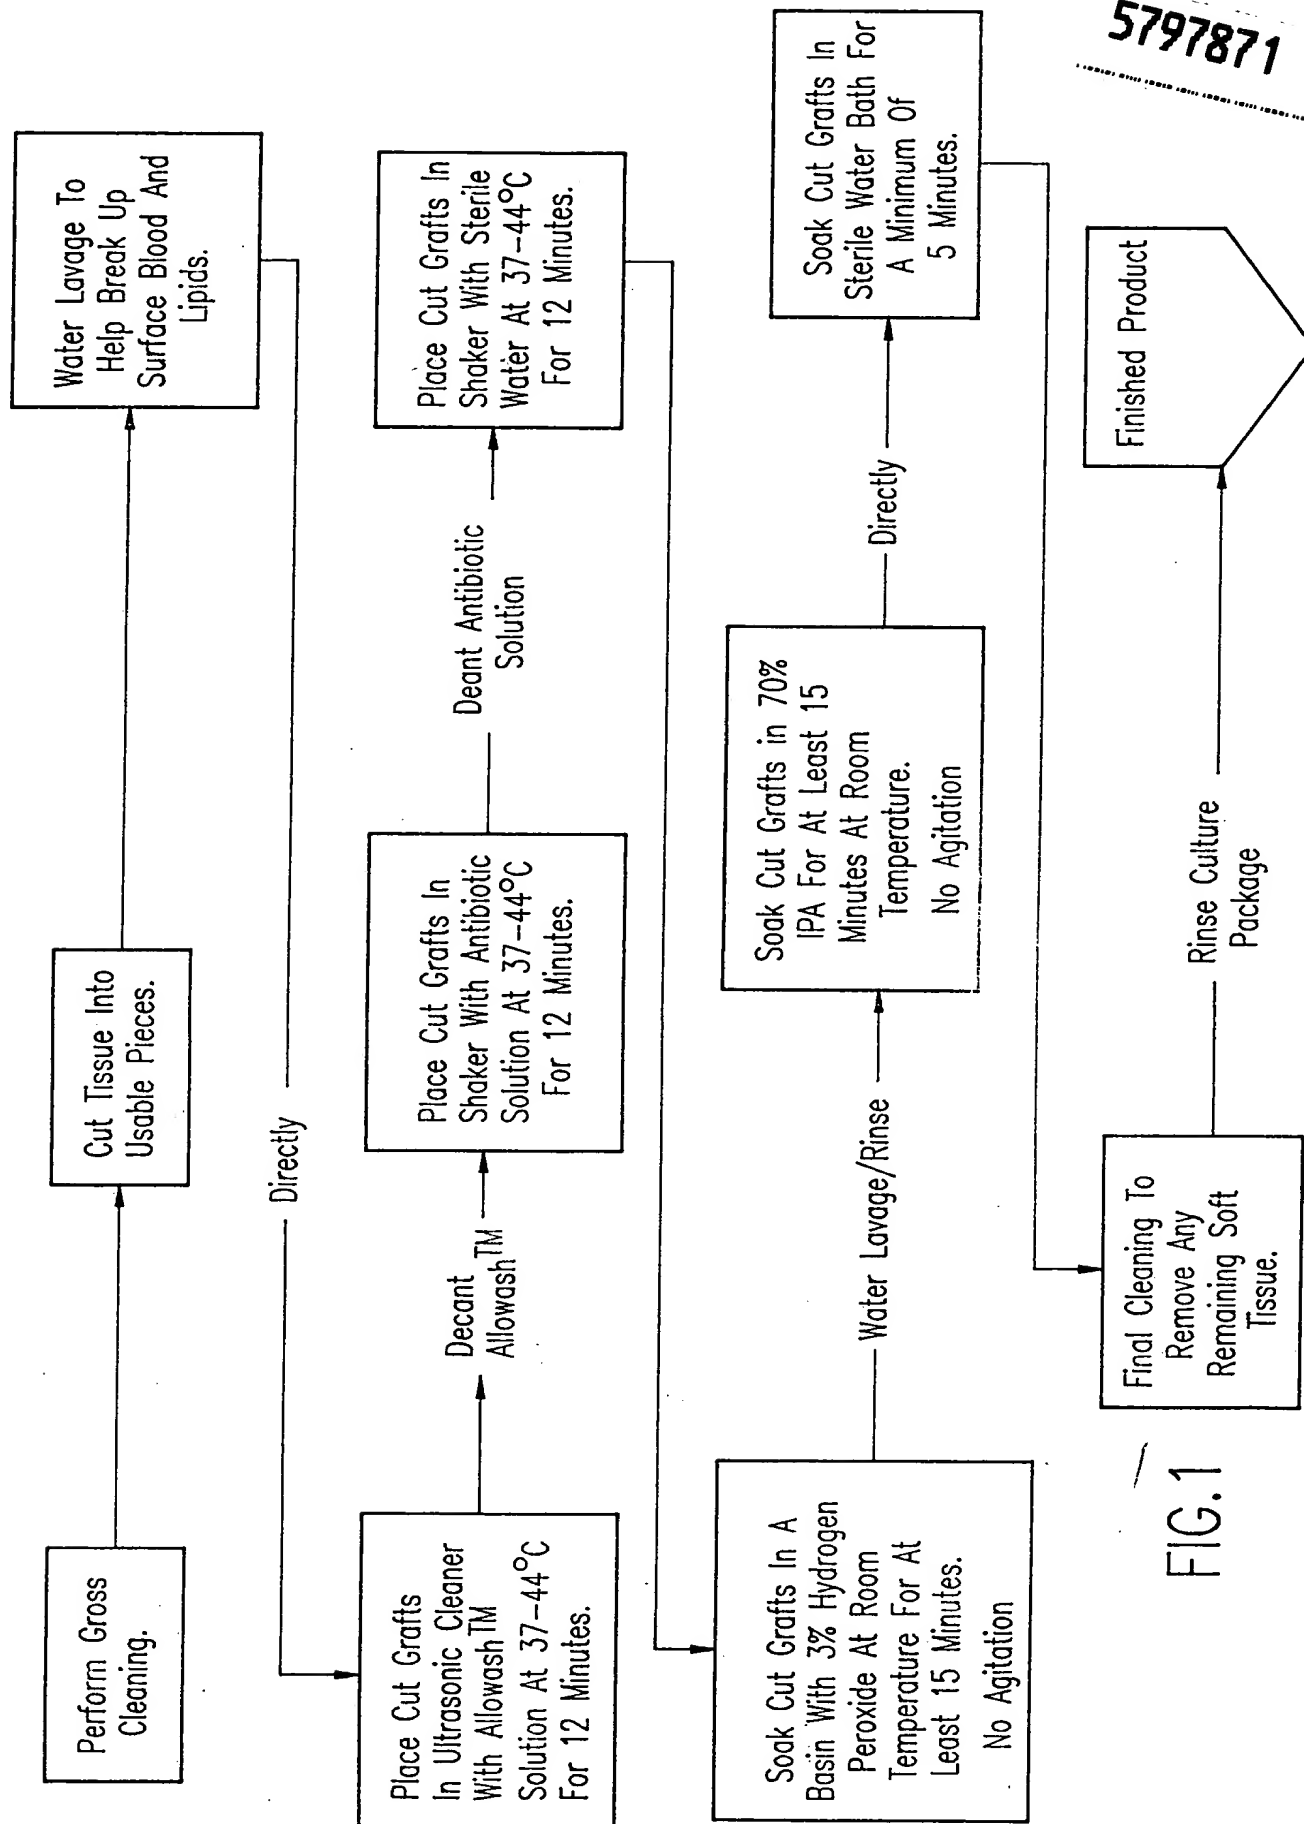 5797871
Perform Gross
Cleaning.
Cut Tissue Into
Usable Pieces.
Water Lavage To
Help Break Up
Surface Blood And
Lipids.
Directly
Place Cut Grafts
In Ultrasonic Cleaner
With Allowash™
Solution At 37-44°C
For 12 Minutes.
Decant
Allowash™
Place Cut Grafts In
Shaker With Antibiotic
Solution At 37-44°C
For 12 Minutes.
Deant Antibiotic
Solution
Place Cut Grafts In
Shaker With Sterile
Water At 37-44°C
For 12 Minutes.
Soak Cut Grafts In A
Basin With 3% Hydrogen
Peroxide At Room
Temperature For At
Least 15 Minutes.
No Agitation
Water Lavage/Rinse
Soak Cut Grafts in 70%
IPA For At Least 15
Minutes At Room
Temperature.
No Agitation
Directly
Soak Cut Grafts In
Sterile Water Bath For
A Minimum Of
5 Minutes.
Final Cleaning To
Remove Any
Remaining Soft
Tissue.
Rinse Culture
Package
Finished Product
FIG.1